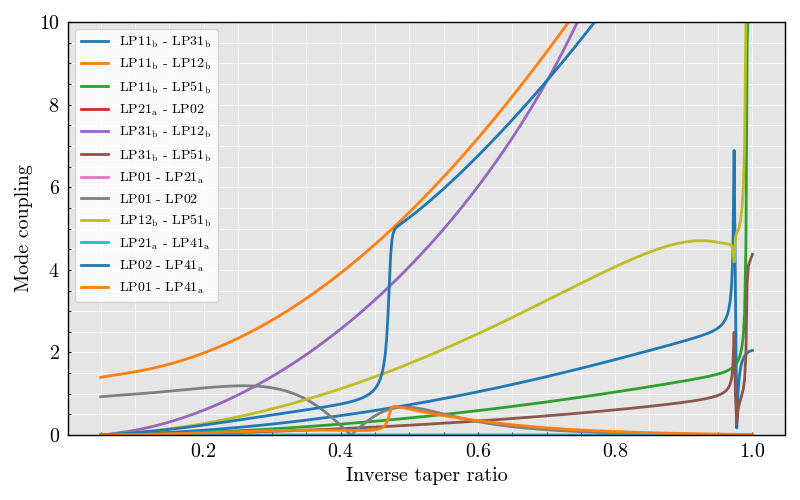 10
8
6
4
2
0
Mode coupling
LP11b - LP31b
LP11b - LP12b
LP11b - LP51b
LP21a - LP02
LP31b - LP12b
LP31b - LP51b
LP01 - LP21a
LP01 - LP02
LP12b - LP51b
LP21a - LP41a
LP02 - LP41a
LP01 - LP41a
0.2 0.4 0.6 0.8 1.0
Inverse taper ratio